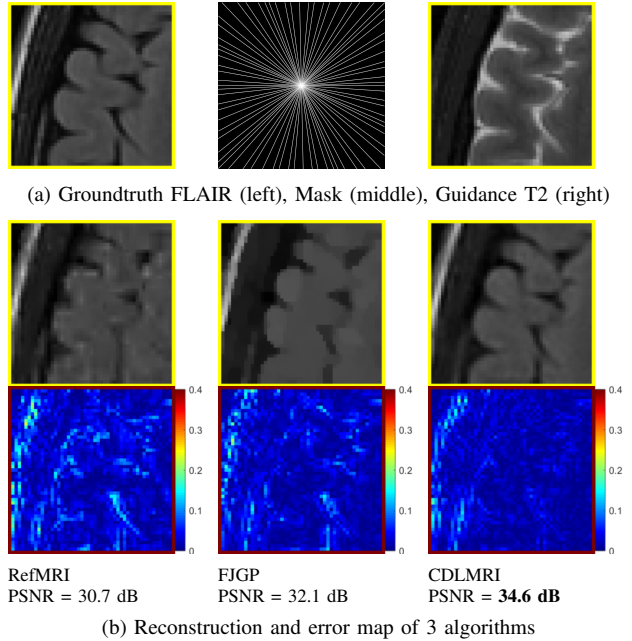 (a) Groundtruth FLAIR (left), Mask (middle), Guidance T2 (right)
0.4 0.4 0.4
0.3 0.3 0.3
0.2 0.2 0.2
0.1 0.1 0.1
0 0 0
RefMRI FJGP CDLMRI
PSNR = 30.7 dB PSNR = 32.1 dB PSNR = 34.6 dB
(b) Reconstruction and error map of 3 algorithms